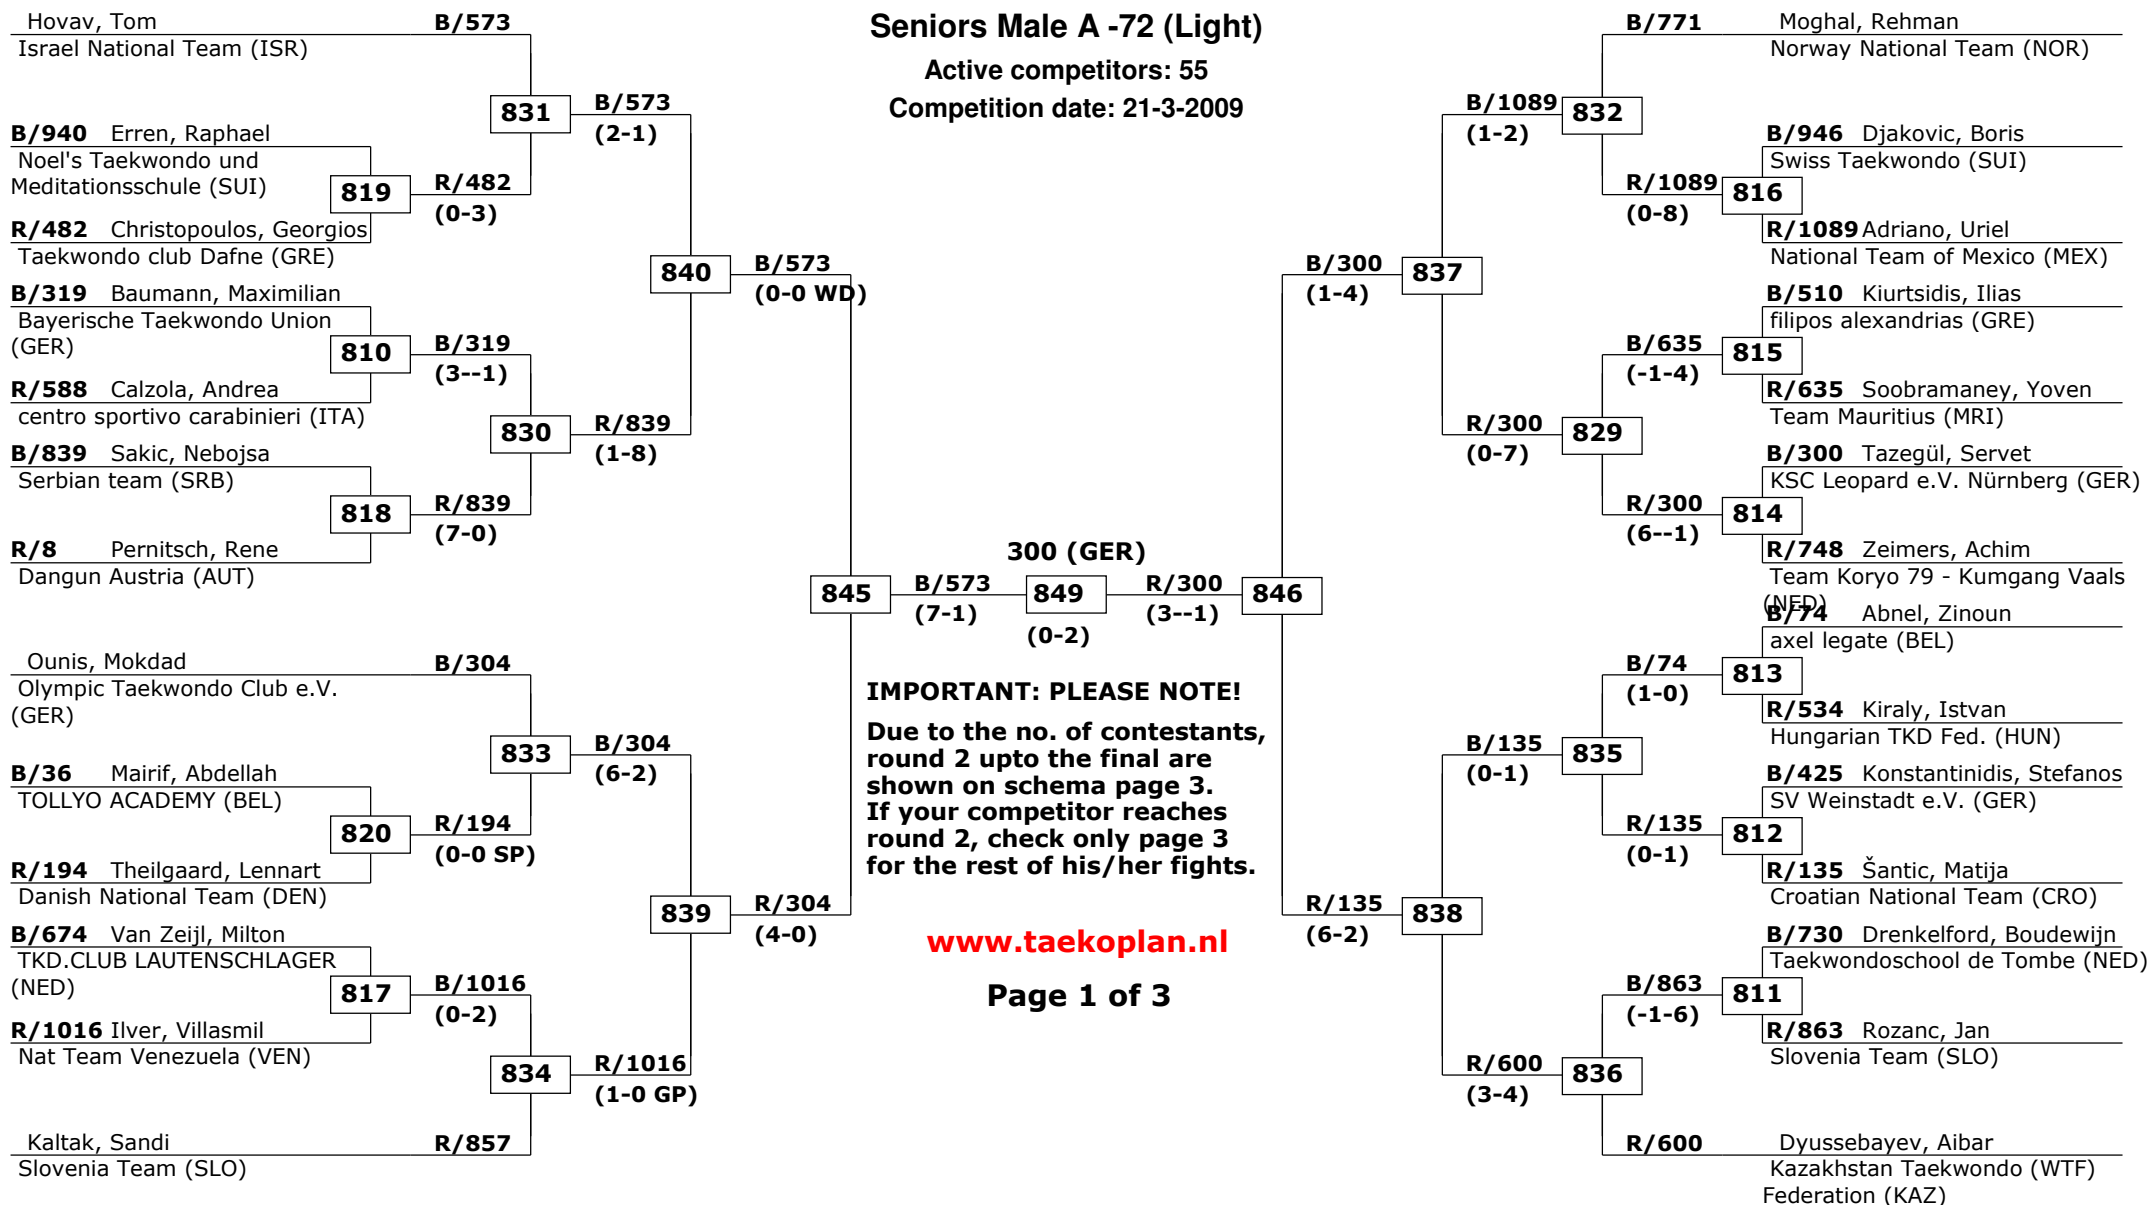 Seniors Male A -72 (Light)
Active competitors: 55
Competition date: 21-3-2009
Hovav, Tom
B/573
Israel National Team (ISR)
831
B/573
(2-1)
B/940 Erren, Raphael
Noel's Taekwondo und
Meditationsschule (SUI)
819
R/482
(0-3)
R/482 Christopoulos, Georgios
Taekwondo club Dafne (GRE)
840
B/573
(0-0 WD)
B/319 Baumann, Maximilian
Bayerische Taekwondo Union
(GER)
810
B/319
(3--1)
R/588 Calzola, Andrea
centro sportivo carabinieri (ITA)
830
R/839
(1-8)
B/839 Sakic, Nebojsa
Serbian team (SRB)
818
R/839
(7-0)
R/8 Pernitsch, Rene
Dangun Austria (AUT)
845
B/573
(7-1)
300 (GER)
849
(0-2)
R/300
(3--1)
846
Ounis, Mokdad
B/304
Olympic Taekwondo Club e.V.
(GER)
833
B/304
(6-2)
B/36 Mairif, Abdellah
TOLLYO ACADEMY (BEL)
820
R/194
(0-0 SP)
R/194 Theilgaard, Lennart
Danish National Team (DEN)
839
R/304
(4-0)
B/674 Van Zeijl, Milton
TKD.CLUB LAUTENSCHLAGER
(NED)
817
B/1016
(0-2)
R/1016 Ilver, Villasmil
Nat Team Venezuela (VEN)
834
R/1016
(1-0 GP)
Kaltak, Sandi
R/857
Slovenia Team (SLO)
IMPORTANT: PLEASE NOTE!
Due to the no. of contestants,
round 2 upto the final are
shown on schema page 3.
If your competitor reaches
round 2, check only page 3
for the rest of his/her fights.
www.taekoplan.nl
Page 1 of 3
B/771
Moghal, Rehman
Norway National Team (NOR)
B/1089
(1-2)
832
B/946 Djakovic, Boris
Swiss Taekwondo (SUI)
R/1089
(0-8)
816
R/1089 Adriano, Uriel
National Team of Mexico (MEX)
B/300
(1-4)
837
B/510 Kiurtsidis, Ilias
filipos alexandrias (GRE)
B/635
(-1-4)
815
R/635 Soobramaney, Yoven
Team Mauritius (MRI)
R/300
(0-7)
829
B/300 Tazegül, Servet
KSC Leopard e.V. Nürnberg (GER)
R/300
(6--1)
814
R/748 Zeimers, Achim
Team Koryo 79 - Kumgang Vaals
(NED)
B/74 Abnel, Zinoun
axel legate (BEL)
B/74
(1-0)
813
R/534 Kiraly, Istvan
Hungarian TKD Fed. (HUN)
B/135
(0-1)
835
B/425 Konstantinidis, Stefanos
SV Weinstadt e.V. (GER)
R/135
(0-1)
812
R/135 Šantic, Matija
Croatian National Team (CRO)
R/135
(6-2)
838
B/730 Drenkelford, Boudewijn
Taekwondoschool de Tombe (NED)
B/863
(-1-6)
811
R/863 Rozanc, Jan
Slovenia Team (SLO)
R/600
(3-4)
836
R/600
Dyussebayev, Aibar
Kazakhstan Taekwondo (WTF)
Federation (KAZ)